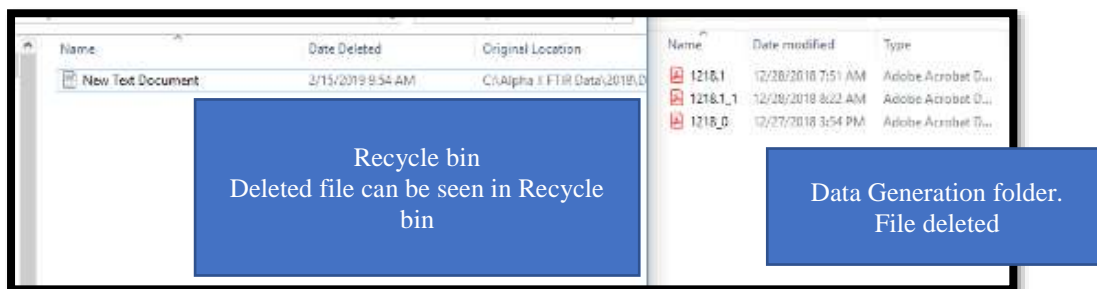 Name Date Deleted Original Location
New Text Document 2/15/2019 9:54 AM C:\Alpha II FTIR Data\2018\D
Name Date modified Type
1218.1 12/28/2018 7:51 AM Adobe Acrobat D...
1218.1_1 12/28/2018 8:22 AM Adobe Acrobat D...
1218_0 12/27/2018 3:54 PM Adobe Acrobat D...
Recycle bin
Deleted file can be seen in Recycle
bin
Data Generation folder.
File deleted